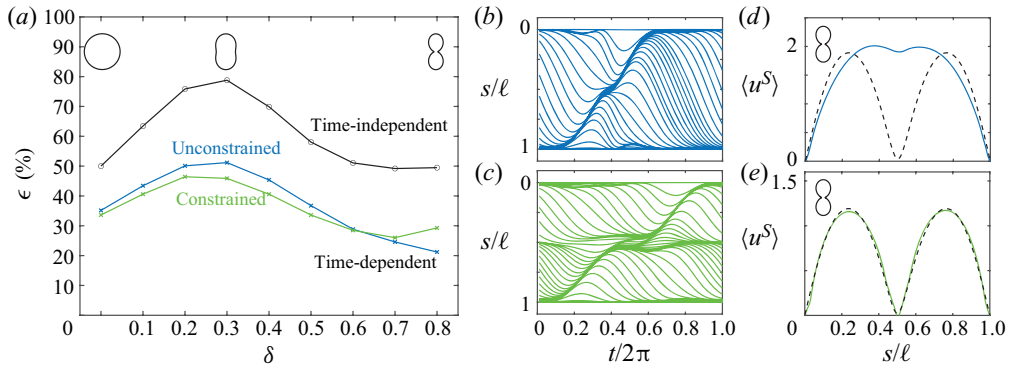 (a)
100
90
80
70
60
50
40
30
20
10
0
ϵ (%)
Time-independent
Unconstrained
Constrained
Time-dependent
0.1 0.2 0.3 0.4 0.5 0.6 0.7 0.8
δ
(b)
0
s/ℓ
1
(c)
0
s/ℓ
1
0 0.2 0.4 0.6 0.8 1.0
t/2π
(d)
2
⟨u^S⟩
0
(e)
1.5
⟨u^S⟩
0 0.2 0.4 0.6 0.8 1.0
s/ℓ